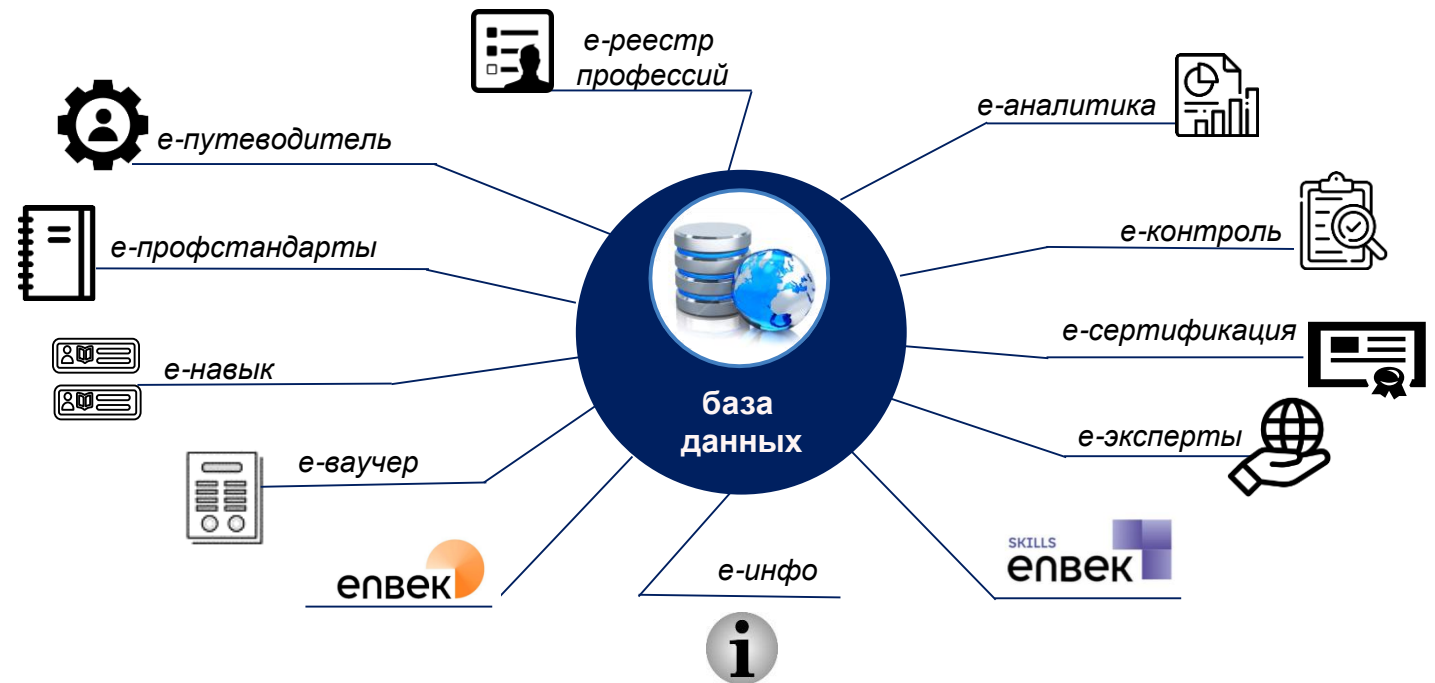 е-реестр
профессий
е-аналитика
е-путеводитель
е-контроль
е-профстандарты
е-сертификация
е-навык
база
данных
е-эксперты
е-ваучер
SKILLS
enbek
enbek
е-инфо
i